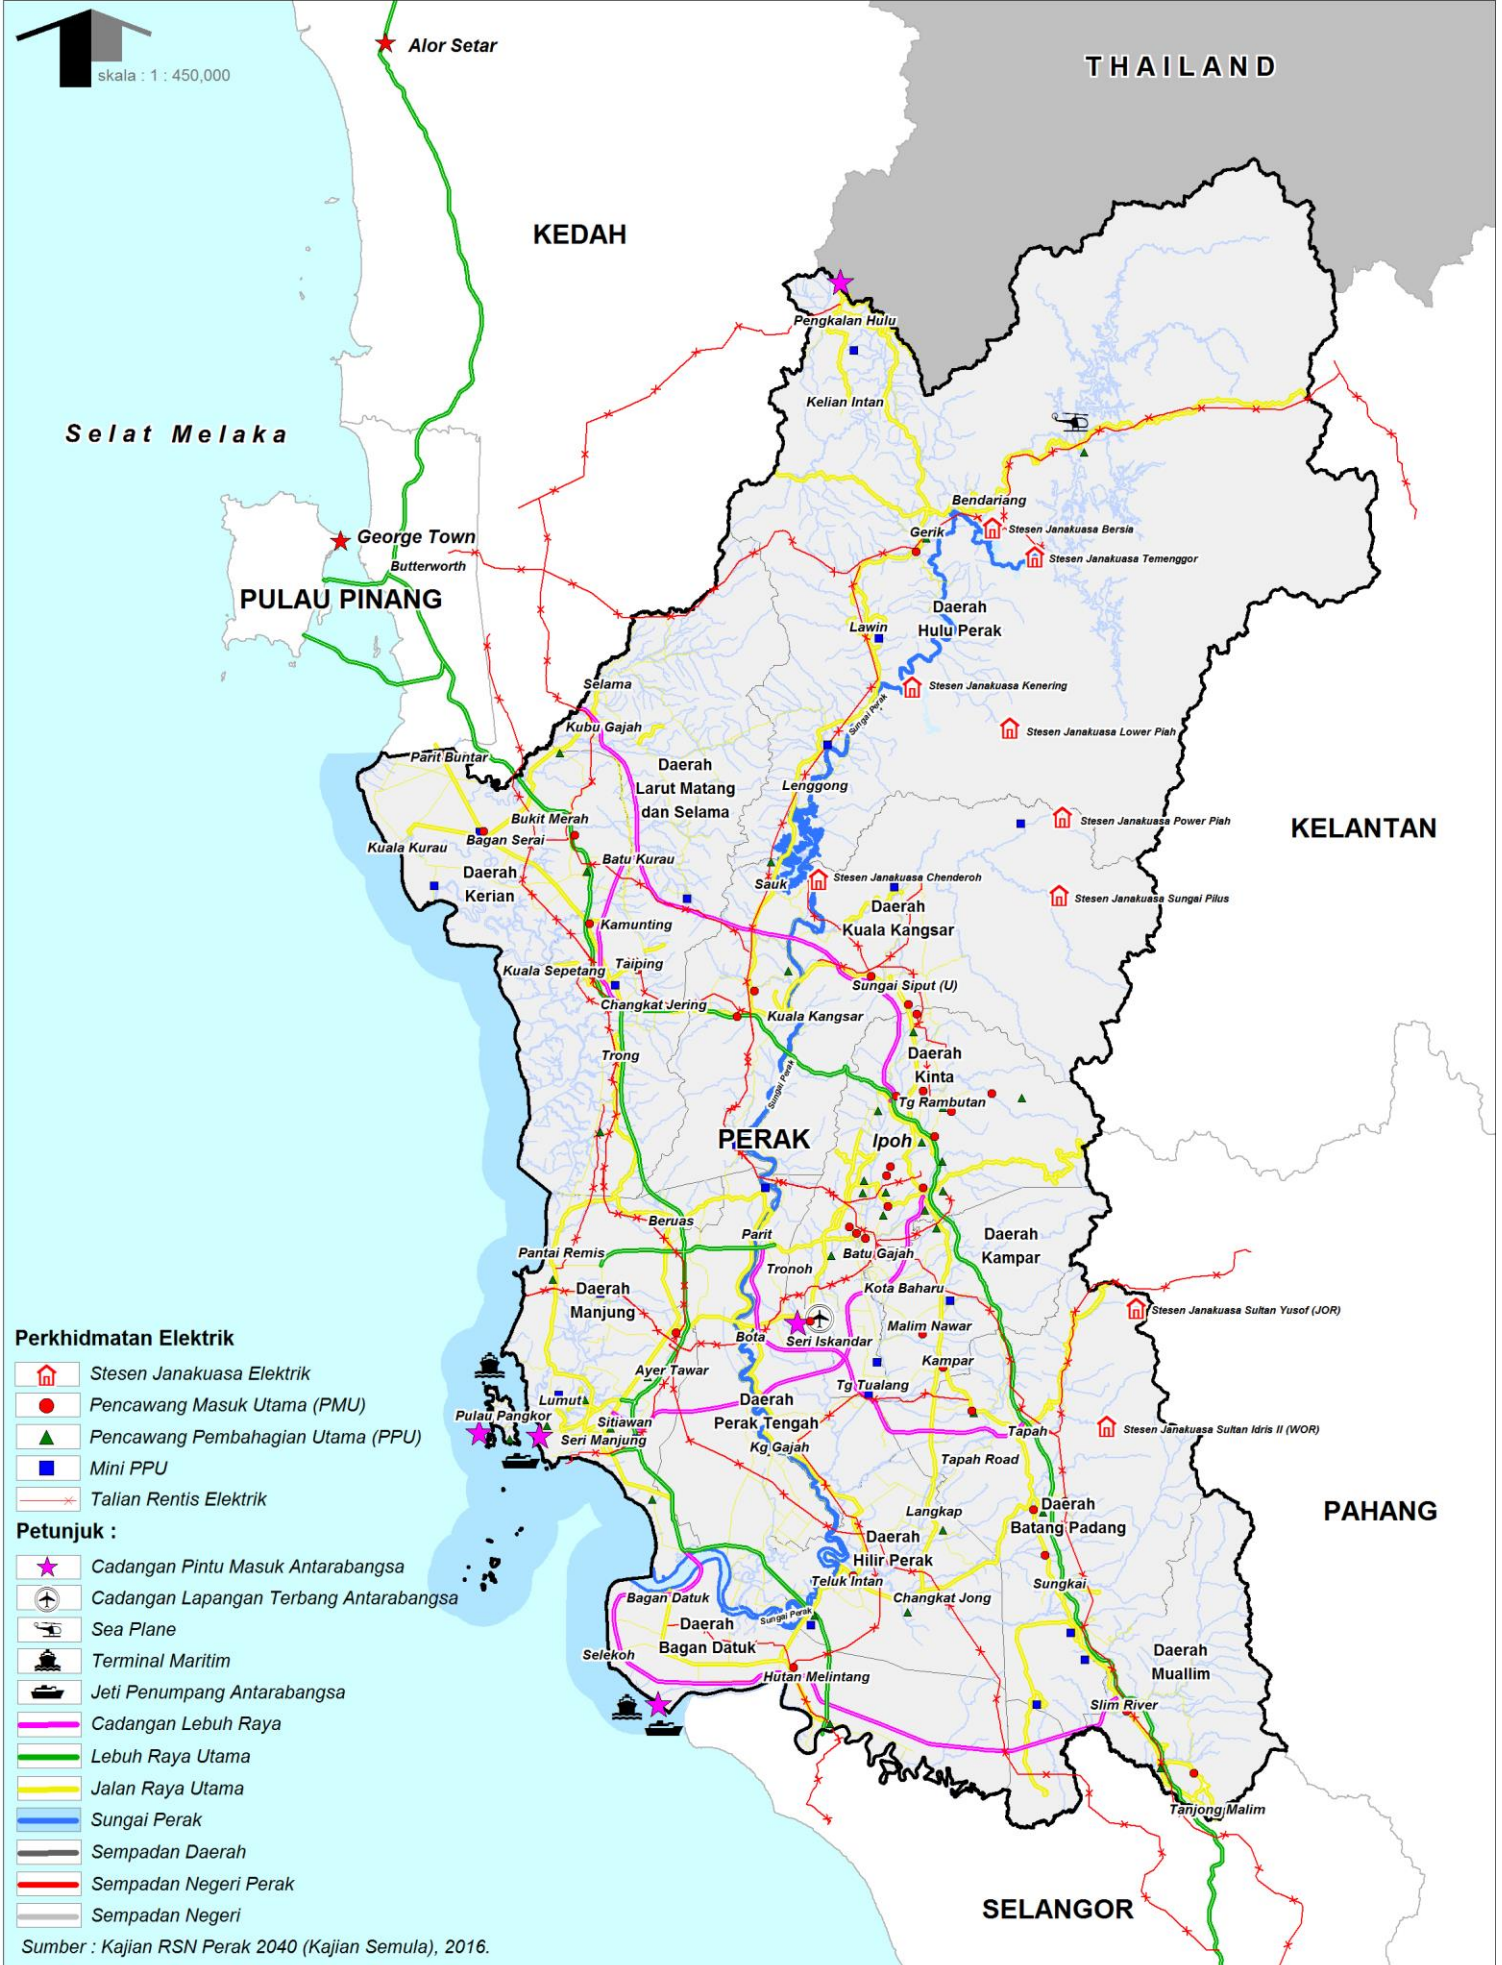 skala : 1 : 450,000
Alor Setar
THAILAND
KEDAH
Pengkalan Hulu
Kelian Intan
Selat Melaka
Bendariang
Gerik
Stesen Janakuasa Bersia
George Town
Stesen Janakuasa Temenggor
Butterworth
PULAU PINANG
Daerah
Hulu Perak
Lawin
Selama
Stesen Janakuasa Kenering
Sungai Perak
Kubu Gajah
Stesen Janakuasa Lower Piah
Parit Buntar
Daerah
Larut Matang
dan Selama
Lenggong
Bukit Merah
Stesen Janakuasa Power Piah
KELANTAN
Bagan Serai
Kuala Kurau
Batu Kurau
Daerah
Kerian
Sauk
Stesen Janakuasa Chenderoh
Stesen Janakuasa Sungai Pilus
Daerah
Kuala Kangsar
Kamunting
Taiping
Kuala Sepetang
Sungai Siput (U)
Changkat Jering
Kuala Kangsar
Trong
Daerah
Kinta
Sungai Perak
Tg Rambutan
PERAK
Ipoh
Beruas
Parit
Daerah
Kampar
Pantai Remis
Batu Gajah
Tronoh
Daerah
Manjung
Kota Baharu
Stesen Janakuasa Sultan Yusof (JOR)
Malim Nawar
Bota
Seri Iskandar
Kampar
Ayer Tawar
Tg Tualang
Lumut
Daerah
Perak Tengah
Pulau Pangkor
Sitiawan
Seri Manjung
Stesen Janakuasa Sultan Idris II (WOR)
Tapah
Kg Gajah
Tapah Road
Daerah
Batang Padang
PAHANG
Langkap
Daerah
Hilir Perak
Teluk Intan
Sungkai
Bagan Datuk
Changkat Jong
Sungai Perak
Daerah
Bagan Datuk
Selekoh
Daerah
Muallim
Hutan Melintang
Slim River
Tanjong Malim
SELANGOR
Perkhidmatan Elektrik
Stesen Janakuasa Elektrik
Pencawang Masuk Utama (PMU)
Pencawang Pembahagian Utama (PPU)
Mini PPU
Talian Rentis Elektrik
Petunjuk :
Cadangan Pintu Masuk Antarabangsa
Cadangan Lapangan Terbang Antarabangsa
Sea Plane
Terminal Maritim
Jeti Penumpang Antarabangsa
Cadangan Lebuh Raya
Lebuh Raya Utama
Jalan Raya Utama
Sungai Perak
Sempadan Daerah
Sempadan Negeri Perak
Sempadan Negeri
Sumber : Kajian RSN Perak 2040 (Kajian Semula), 2016.